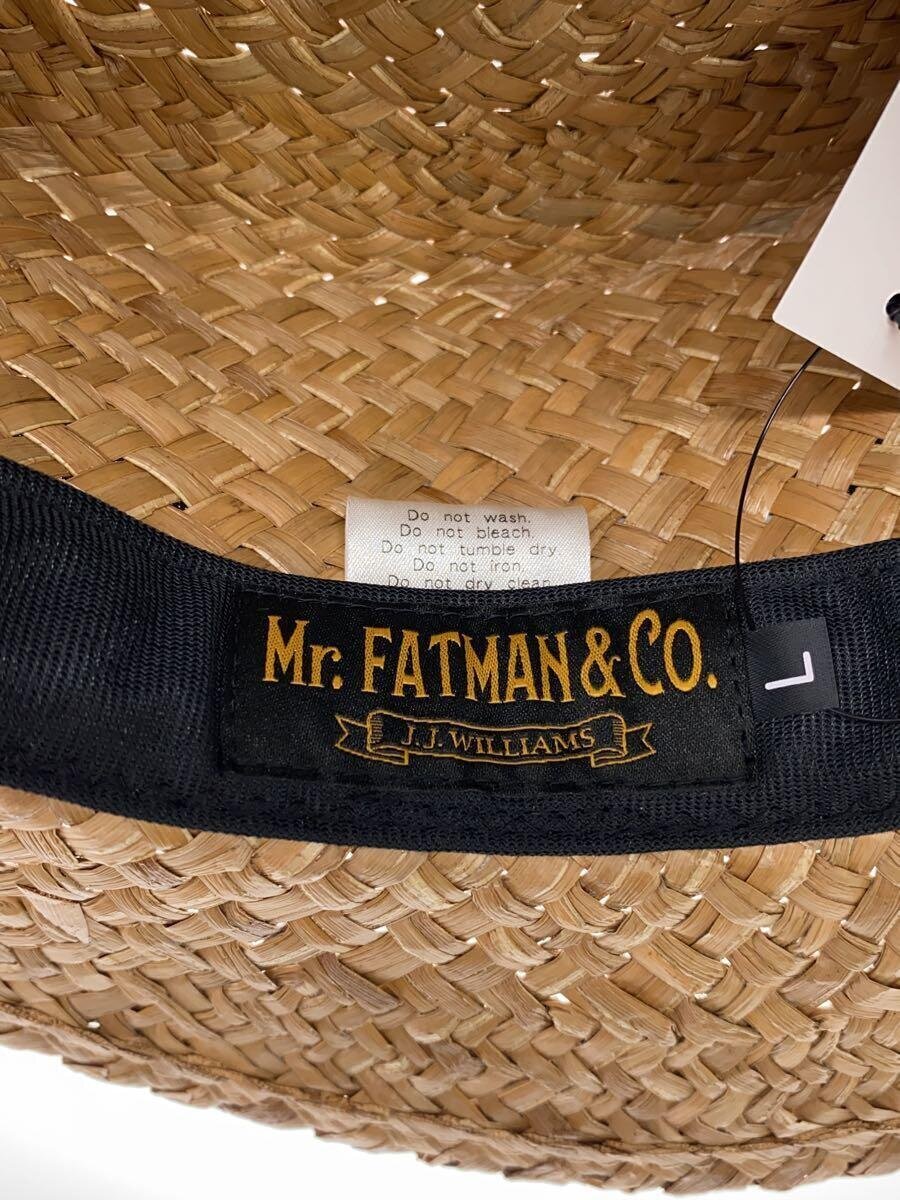 Do not wash.
Do not bleach.
Do not tumble dry.
Do not iron.
Do not dry clean
Mr. FATMAN & CO.
J.J. WILLIAMS
L